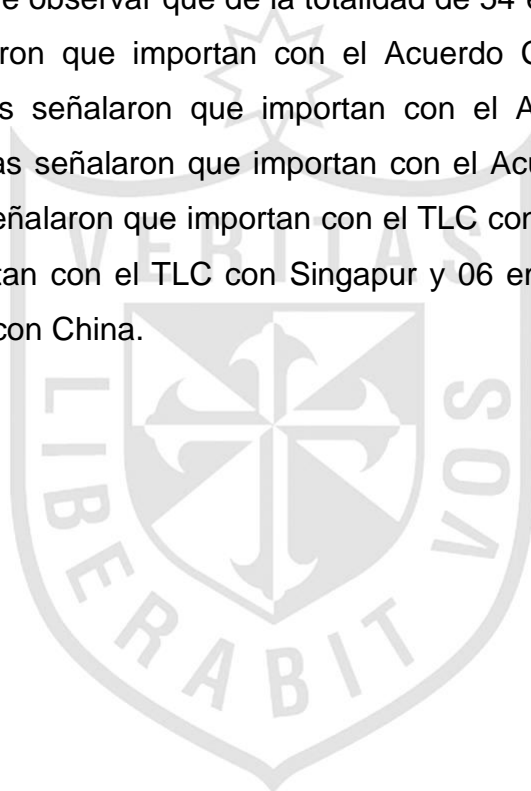 e observar que de la totalidad de 54 e
ron que importan con el Acuerdo
s señalaron que importan con el A
as señalaron que importan con el Acu
eñalaron que importan con el TLC con
tan con el TLC con Singapur y 06 e
con China.
VERITAS
LIBERABIT
VOS